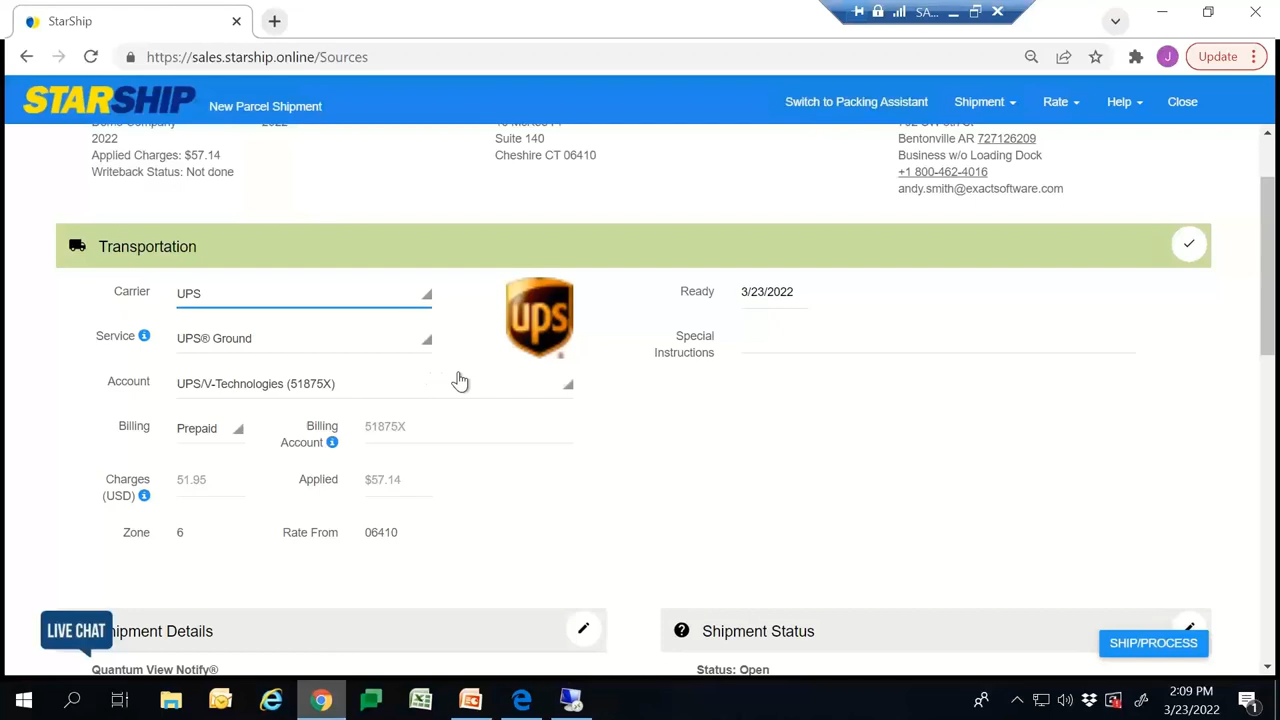 StarShip
SA...
https://sales.starship.online/Sources
Update
STARSHIP
New Parcel Shipment
Switch to Packing Assistant
Shipment
Rate
Help
Close
2022
2022
Suite 140
Bentonville AR 727126209
Applied Charges: $57.14
Cheshire CT 06410
Business w/o Loading Dock
Writeback Status: Not done
+1 800-462-4016
andy.smith@exactsoftware.com
Transportation
Carrier
UPS
ups
Ready
3/23/2022
Service
UPS® Ground
Special
Instructions
Account
UPS/V-Technologies (51875X)
Billing
Prepaid
Billing
Account
51875X
Charges
(USD)
51.95
Applied
$57.14
Zone
6
Rate From
06410
LIVE CHAT
hipment Details
Shipment Status
SHIP/PROCESS
Quantum View Notify®
Status: Open
2:09 PM
3/23/2022
1